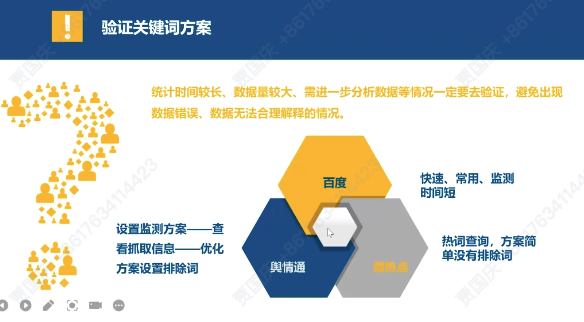 验证关键词方案
统计时间较长、数据量较大、需进一步分析数据等情况一定要去验证，避免出现
数据错误、数据无法合理解释的情况。
百度
快速、常用、监测
时间短
设置监测方案——查
看抓取信息——优化
方案设置排除词
舆情通
热词查询，方案简
单没有排除词
贾国庆 +8617634114423